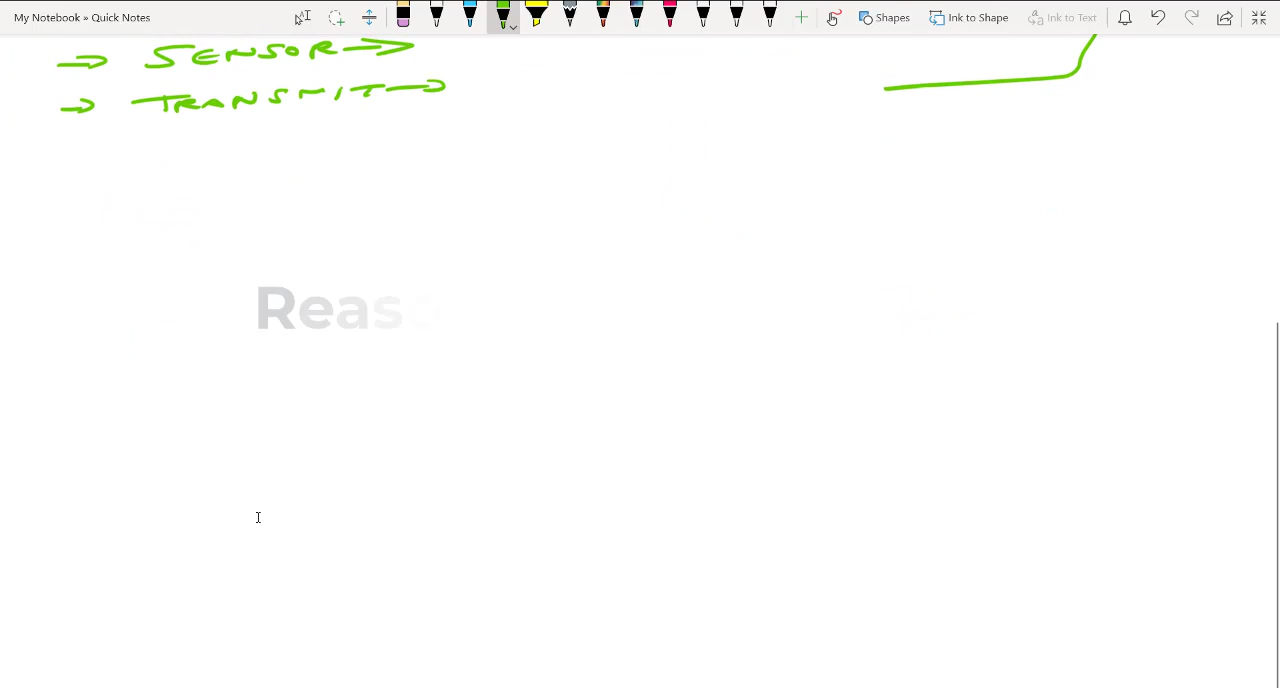 My Notebook » Quick Notes
Shapes
Ink to Shape
Ink to Text
⇒ SENSOR →
→ TRANSMIT →
Reaso